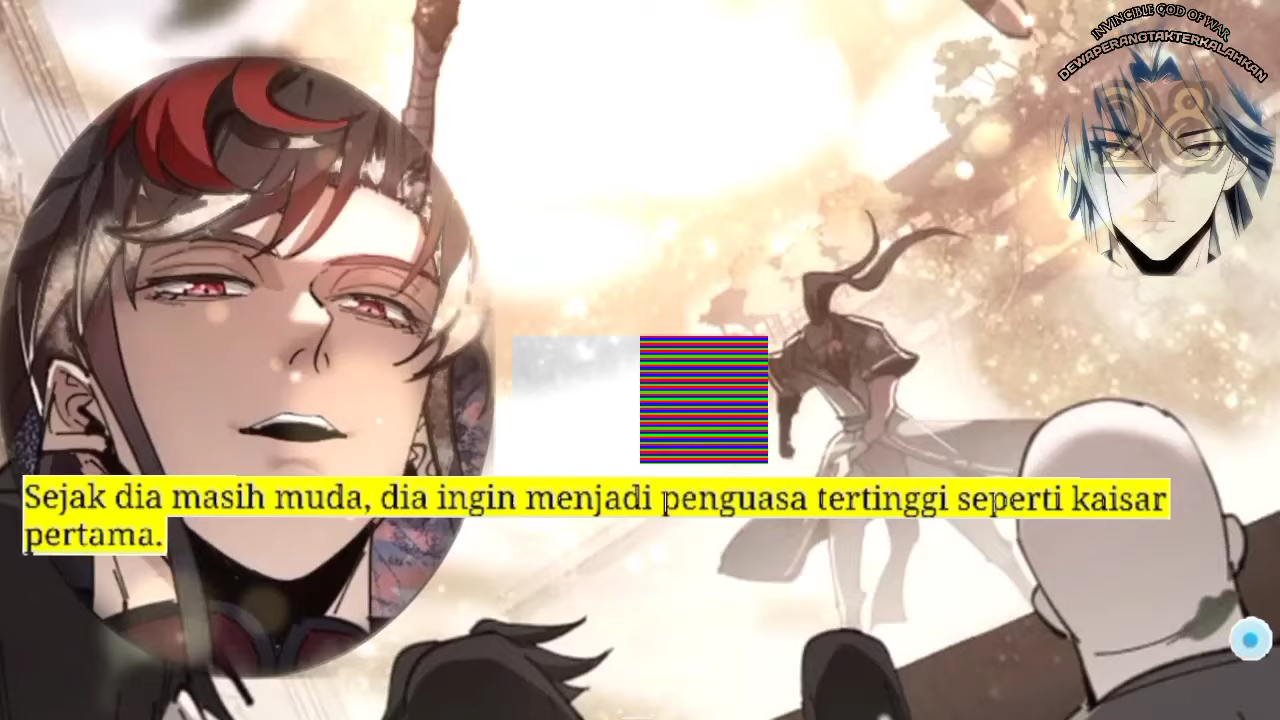 INVINCIBLE GOD OF WAR
DEWAPERANGTAKTERKALAHKAN
Sejak dia masih muda, dia ingin menjadi penguasa tertinggi seperti kaisar
pertama.